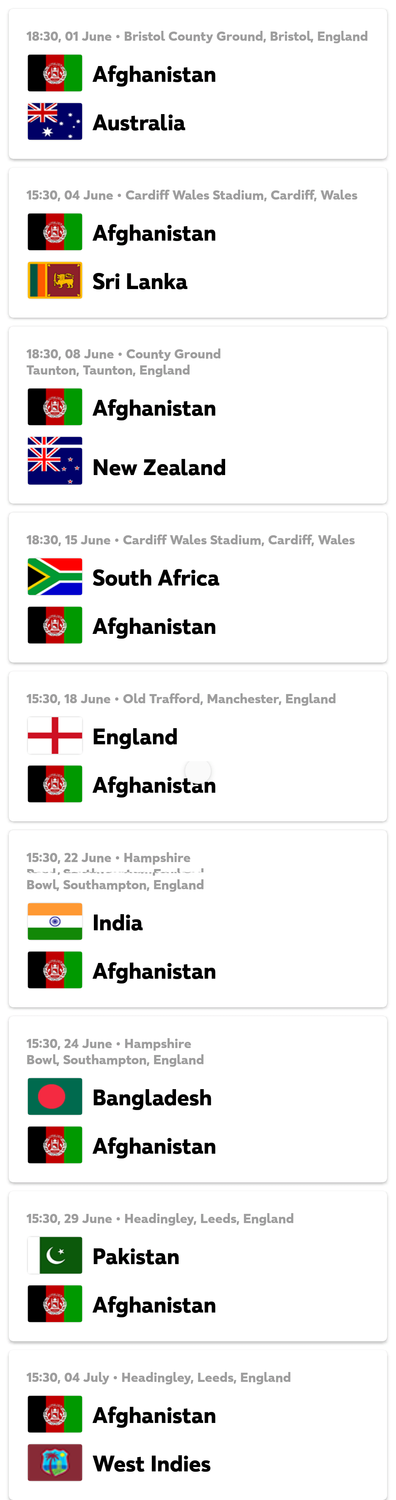 18:30, 01 June • Bristol County Ground, Bristol, England
Afghanistan
Australia
15:30, 04 June • Cardiff Wales Stadium, Cardiff, Wales
Afghanistan
Sri Lanka
18:30, 08 June • County Ground
Taunton, Taunton, England
Afghanistan
New Zealand
18:30, 15 June • Cardiff Wales Stadium, Cardiff, Wales
South Africa
Afghanistan
15:30, 18 June • Old Trafford, Manchester, England
England
Afghanistan
15:30, 22 June • Hampshire
Bowl, Southampton, England
India
Afghanistan
15:30, 24 June • Hampshire
Bowl, Southampton, England
Bangladesh
Afghanistan
15:30, 29 June • Headingley, Leeds, England
Pakistan
Afghanistan
15:30, 04 July • Headingley, Leeds, England
Afghanistan
West Indies